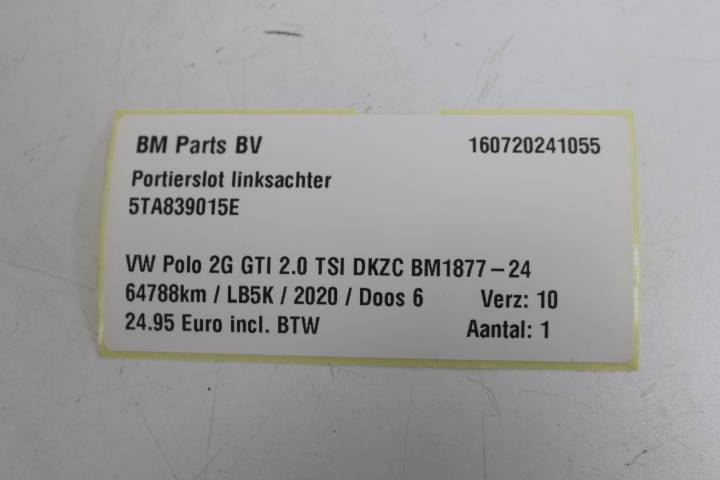 BM Parts BV 160720241055
Portierslot linksachter
5TA839015E
VW Polo 2G GTI 2.0 TSI DKZC BM1877-24
64788km / LB5K / 2020 / Doos 6 Verz: 10
24.95 Euro incl. BTW Aantal: 1